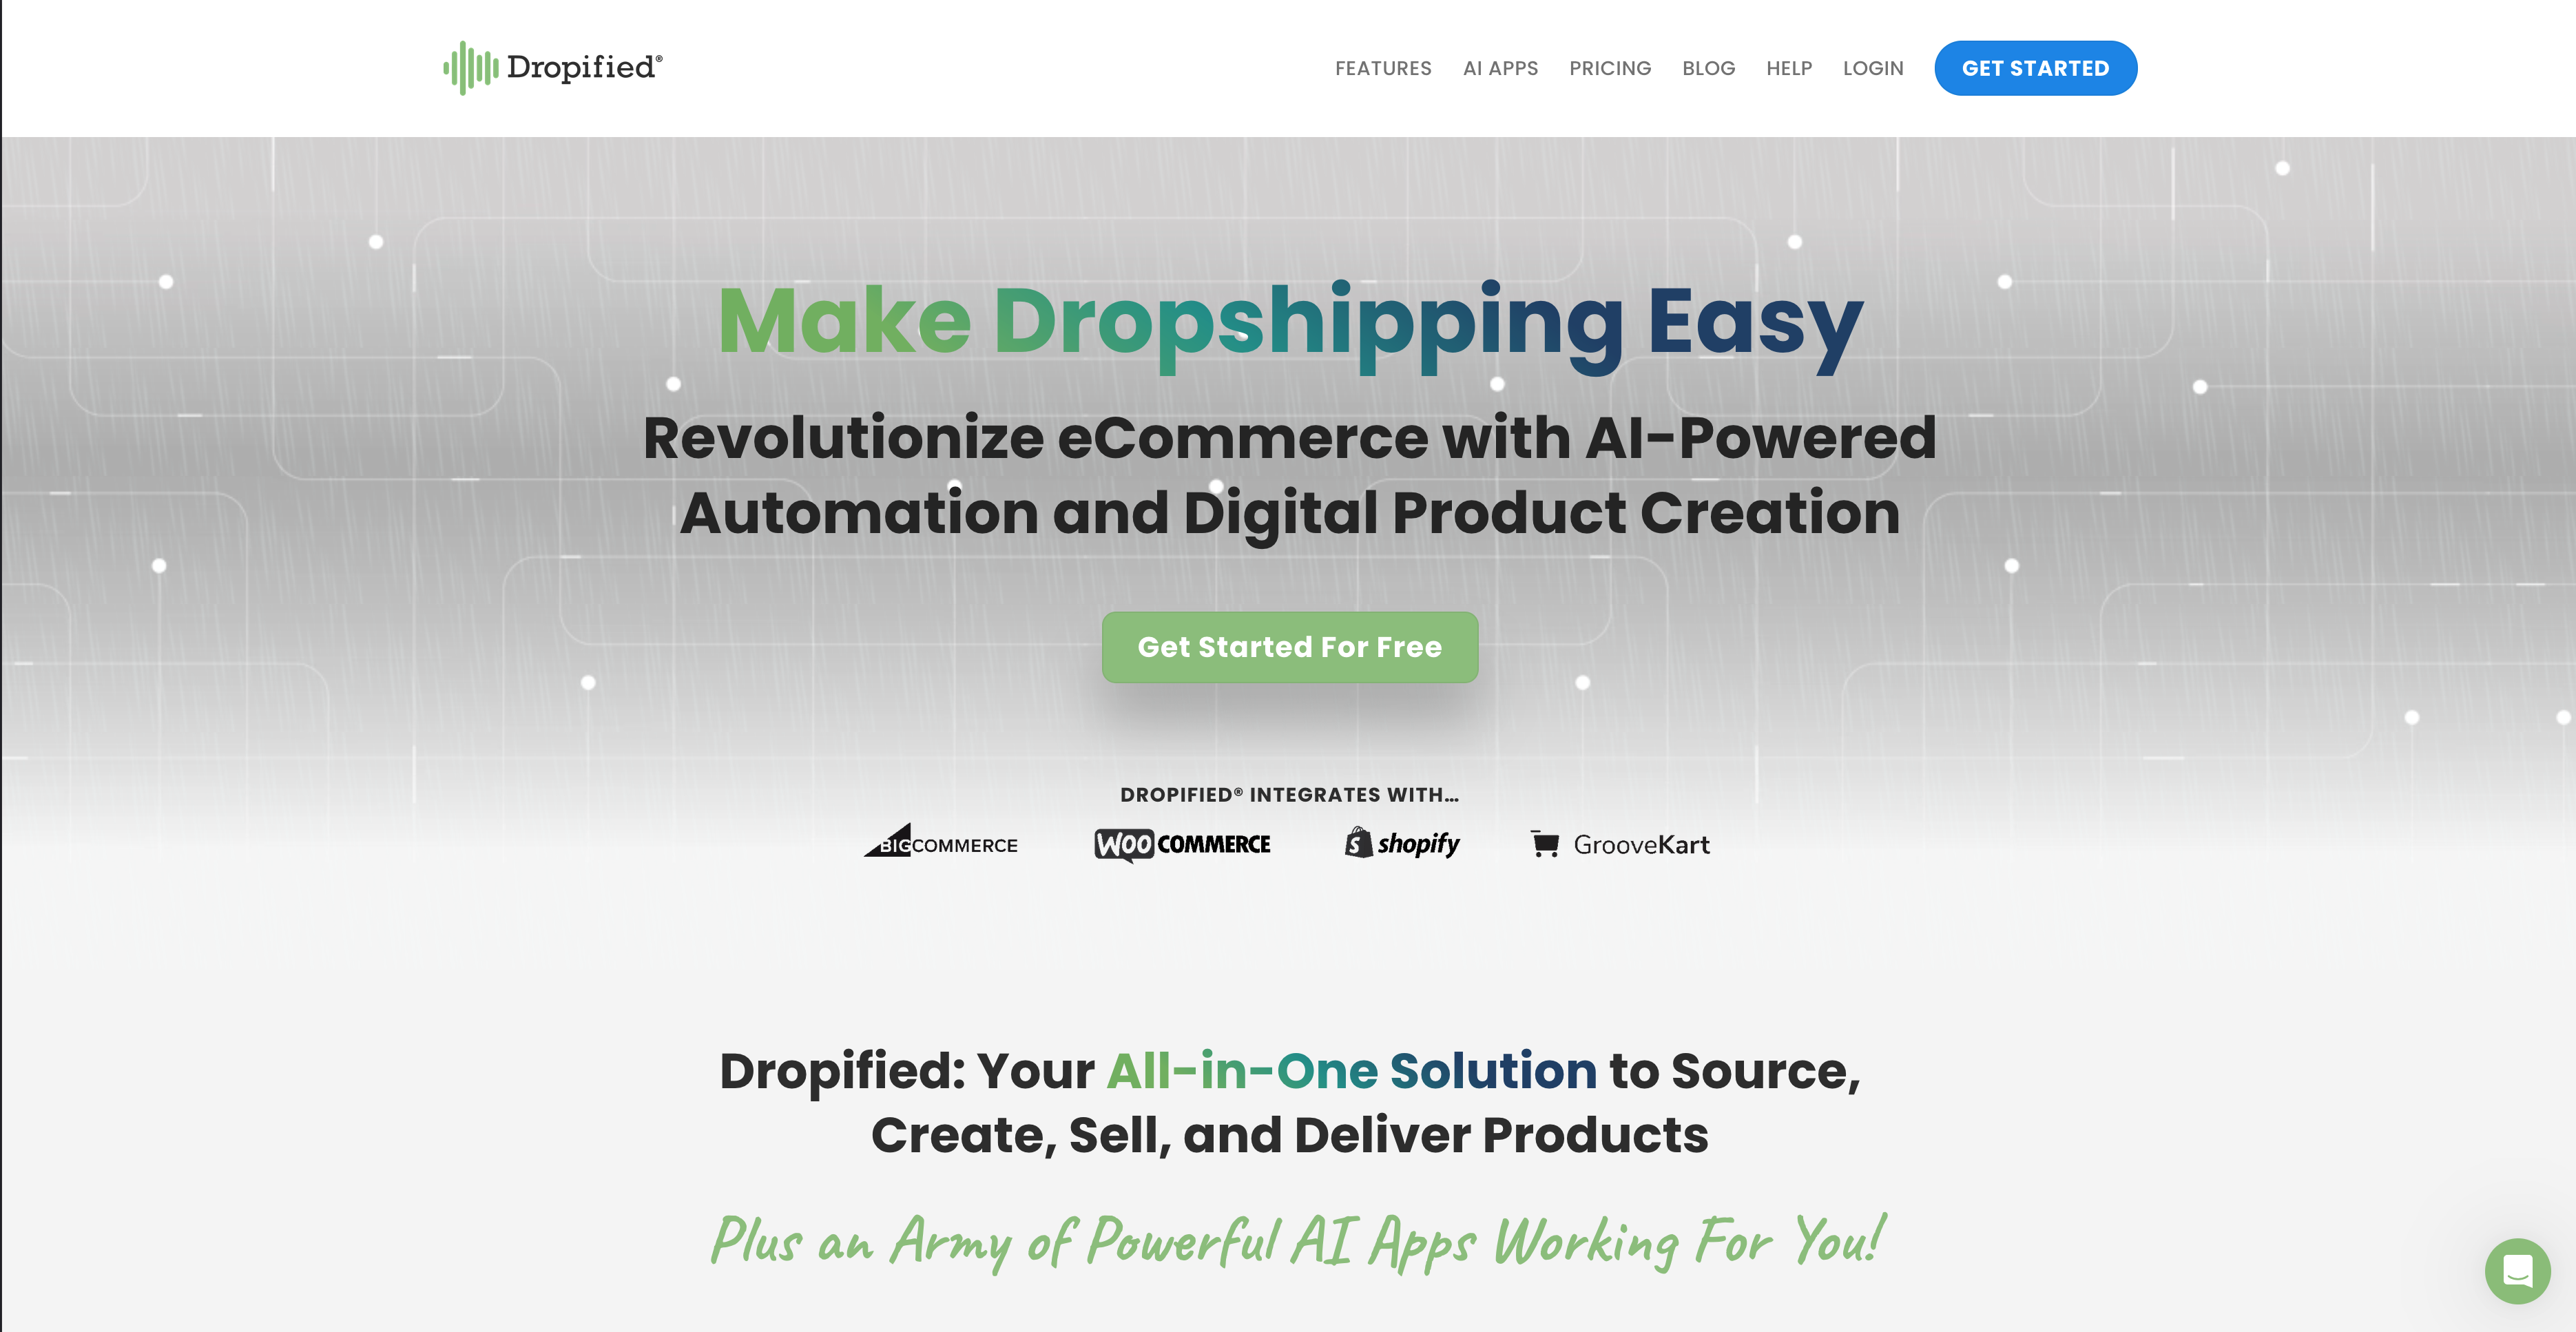 Dropified®
FEATURES AI APPS PRICING BLOG HELP LOGIN GET STARTED
Make Dropshipping Easy
Revolutionize eCommerce with AI-Powered
Automation and Digital Product Creation
Get Started For Free
DROPIFIED® INTEGRATES WITH...
BIGCOMMERCE WOO COMMERCE shopify GrooveKart
Dropified: Your All-in-One Solution to Source,
Create, Sell, and Deliver Products
Plus an Army of Powerful AI Apps Working For You!